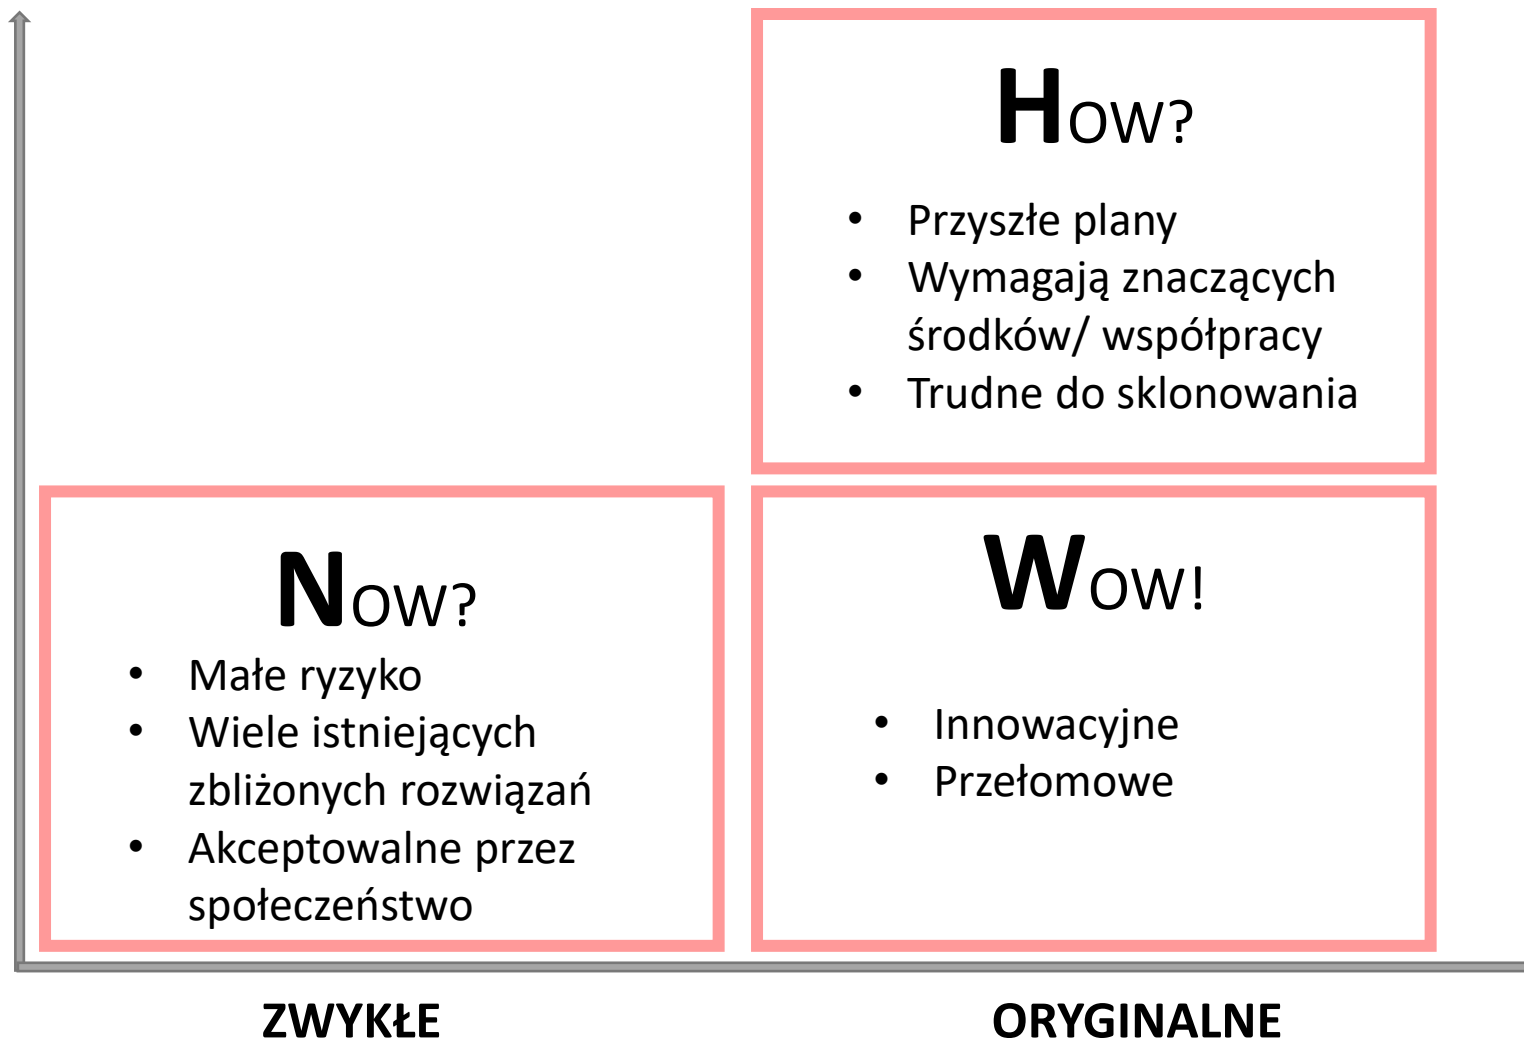 HOW?
• Przyszłe plany
• Wymagają znaczących
środków/ współpracy
• Trudne do sklonowania
NOW?
• Małe ryzyko
• Wiele istniejących
zbliżonych rozwiązań
• Akceptowalne przez
społeczeństwo
WOW!
• Innowacyjne
• Przełomowe
ZWYKŁE
ORYGINALNE